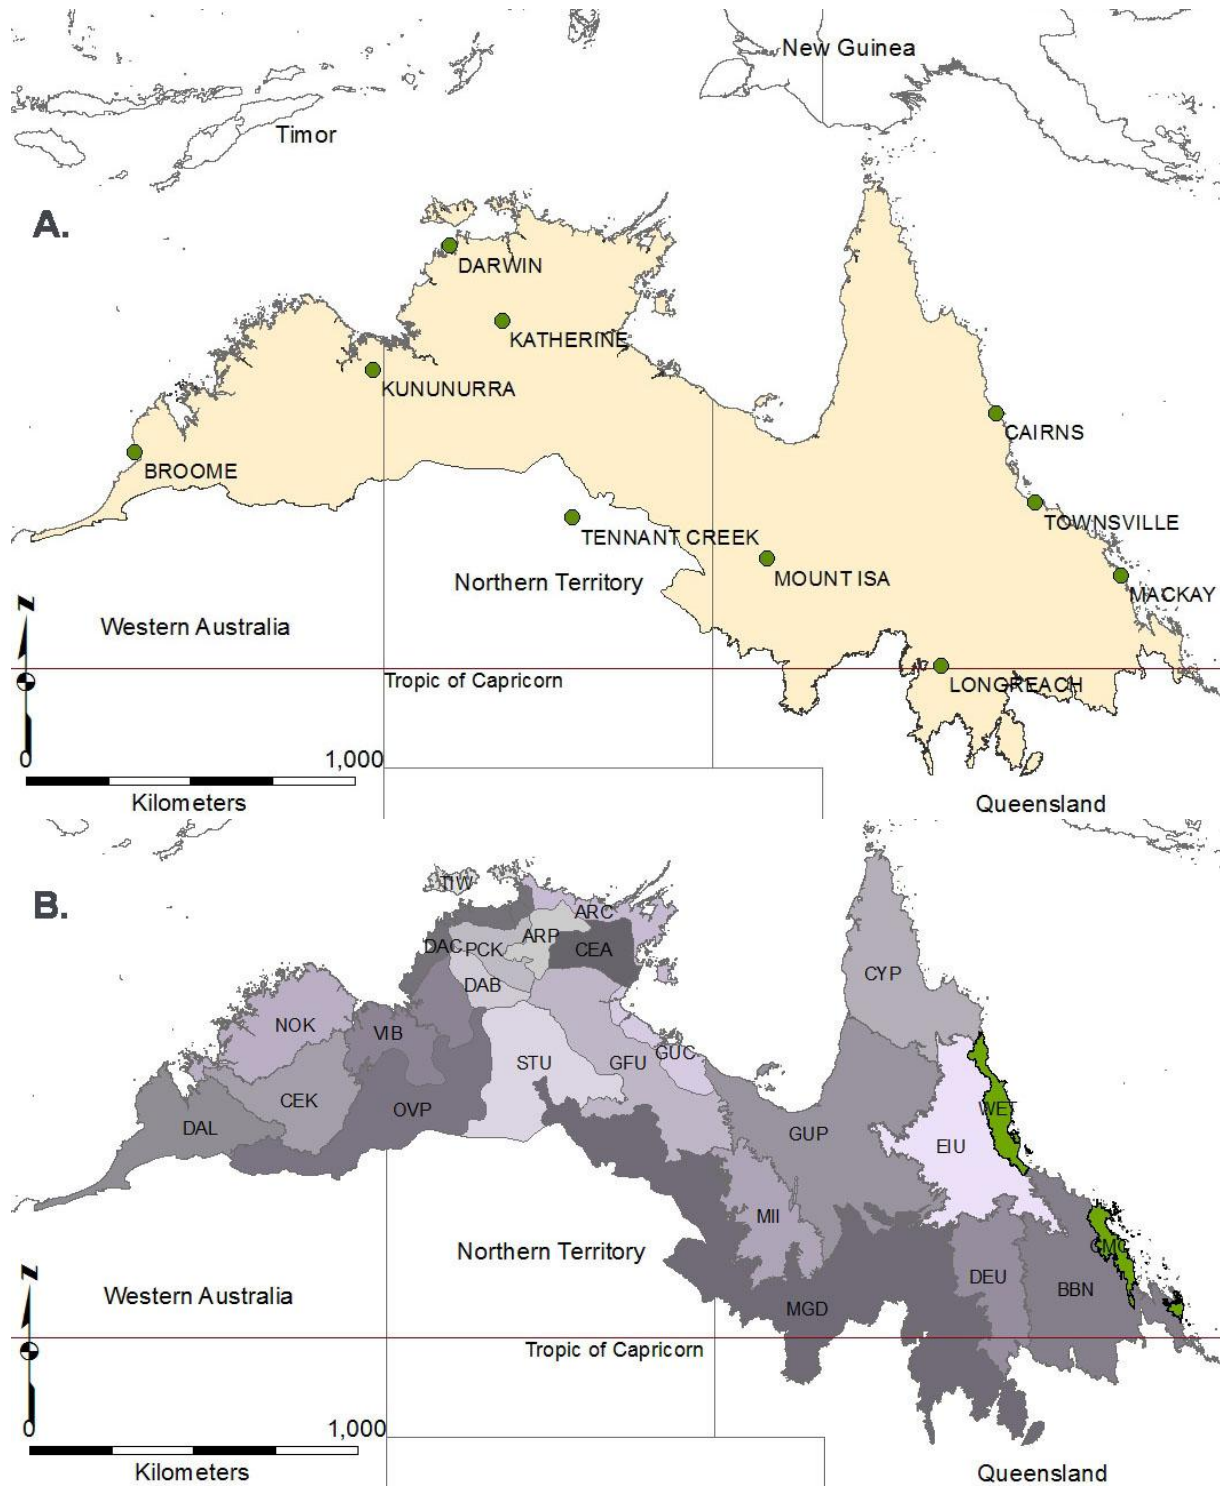 New Guinea
Timor
A.
DARWIN
KATHERINE
KUNUNURRA
CAIRNS
BROOME
TOWNSVILLE
TENNANT CREEK
MOUNT ISA
Northern Territory
MACKAY
N
Western Australia
Tropic of Capricorn
LONGREACH
0 1,000
Kilometers
Queensland
TIW
B.
ARC
ARP
DAC
PCK
CEA
CYP
DAB
NOK
VIB
GUC
STU
GFU
CEK
OVP
WET
DAL
GUP
EIU
MII
Northern Territory
CMC
N
DEU
BBN
Western Australia
MGD
Tropic of Capricorn
0 1,000
Kilometers
Queensland